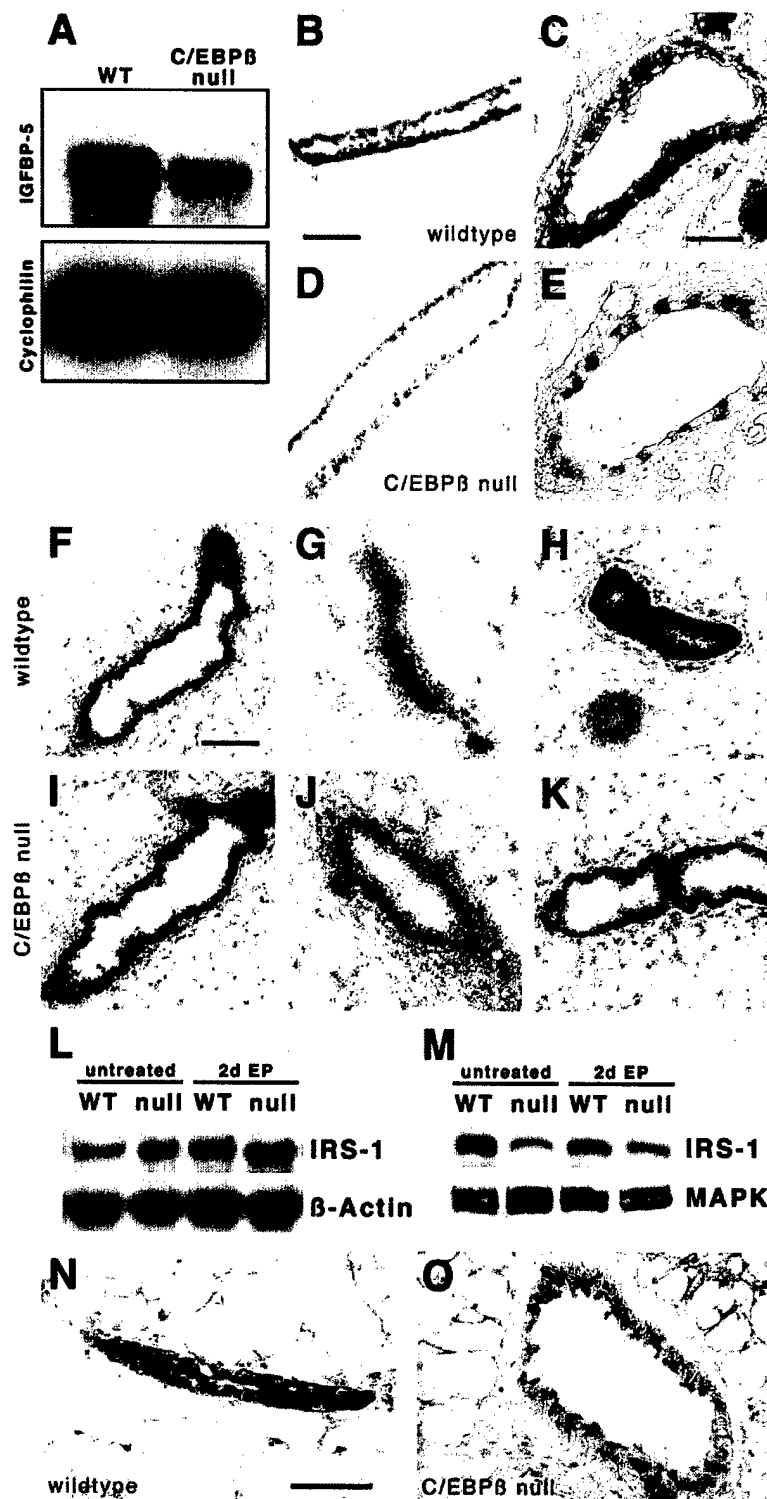 A
WT
C/EBPß
null
IGFBP-5
Cyclophilin
B
wildtype
C
D
C/EBPß null
E
wildtype
F
G
H
C/EBPß null
I
J
K
L
untreated 2d EP
WT null WT null
IRS-1
ß-Actin
M
untreated 2d EP
WT null WT null
IRS-1
MAPK
N
wildtype
O
C/EBPß null